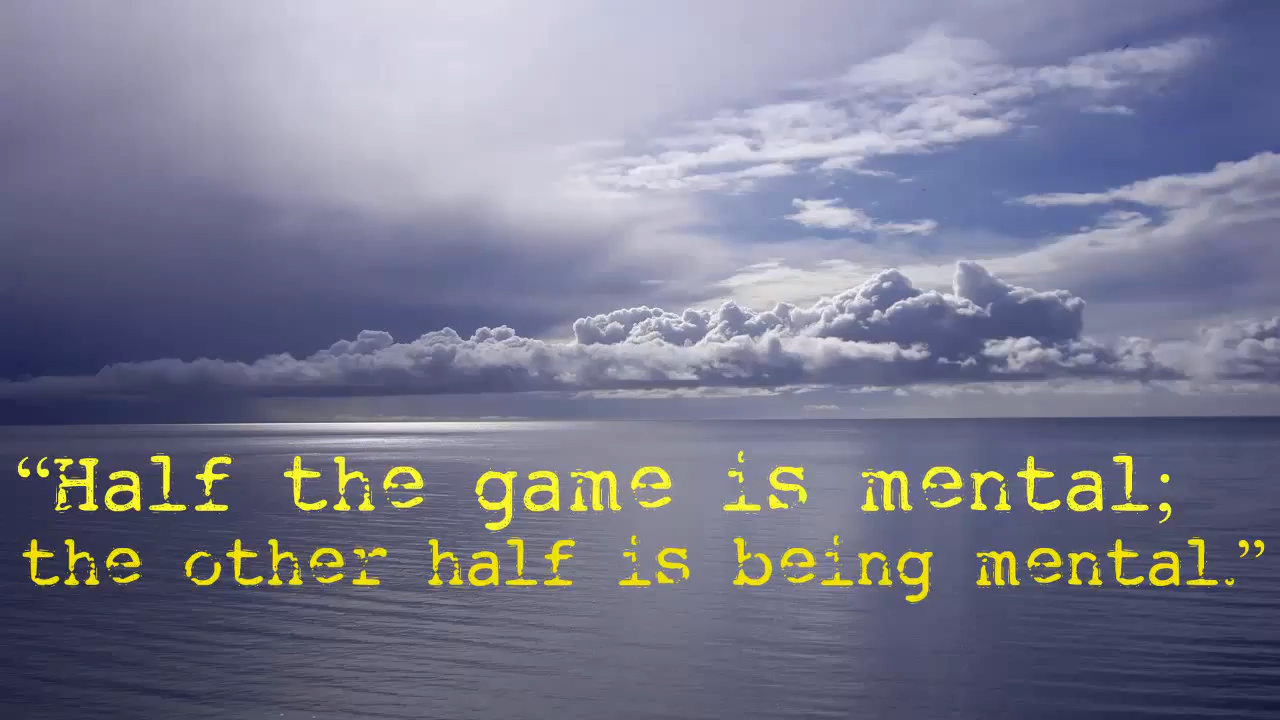 “Half the game is mental;
the other half is being mental.”